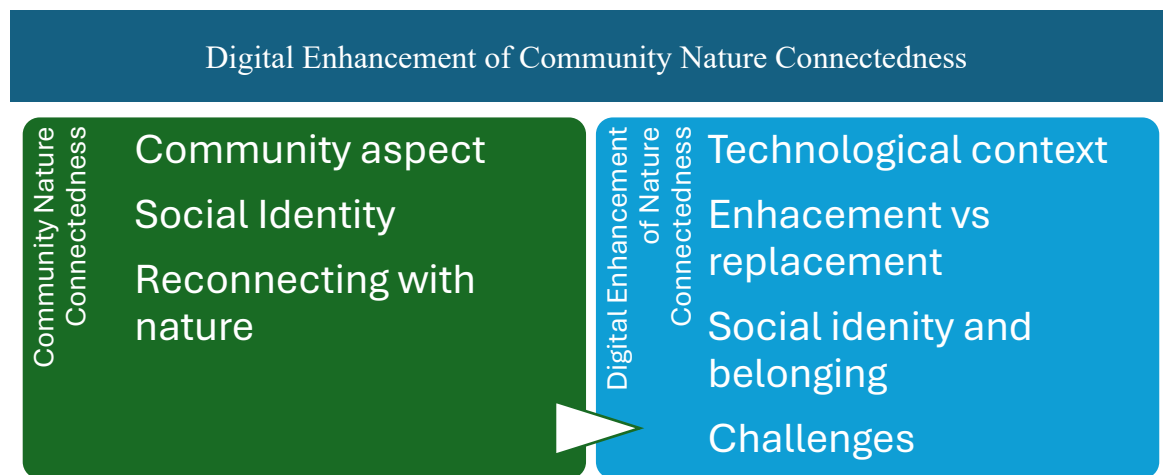 Digital Enhancement of Community Nature Connectedness
Community Nature
Connectedness
Community aspect
Social Identity
Reconnecting with
nature
Digital Enhancement
of Nature
Connectedness
Technological context
Enhacement vs
replacement
Social idenity and
belonging
Challenges